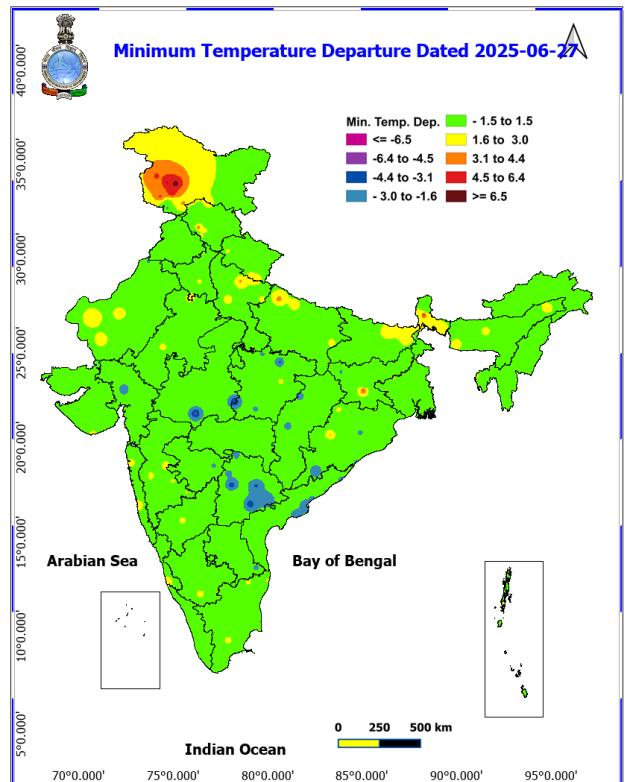 Minimum Temperature Departure Dated 2025-06-27
Min. Temp. Dep.
<= -6.5
-6.4 to -4.5
-4.4 to -3.1
- 3.0 to -1.6
- 1.5 to 1.5
1.6 to 3.0
3.1 to 4.4
4.5 to 6.4
>= 6.5
40°0.000'
35°0.000'
30°0.000'
25°0.000'
20°0.000'
15°0.000'
10°0.000'
5°0.000'
Arabian Sea
Bay of Bengal
Indian Ocean
0 250 500 km
70°0.000' 75°0.000' 80°0.000' 85°0.000' 90°0.000' 95°0.000'